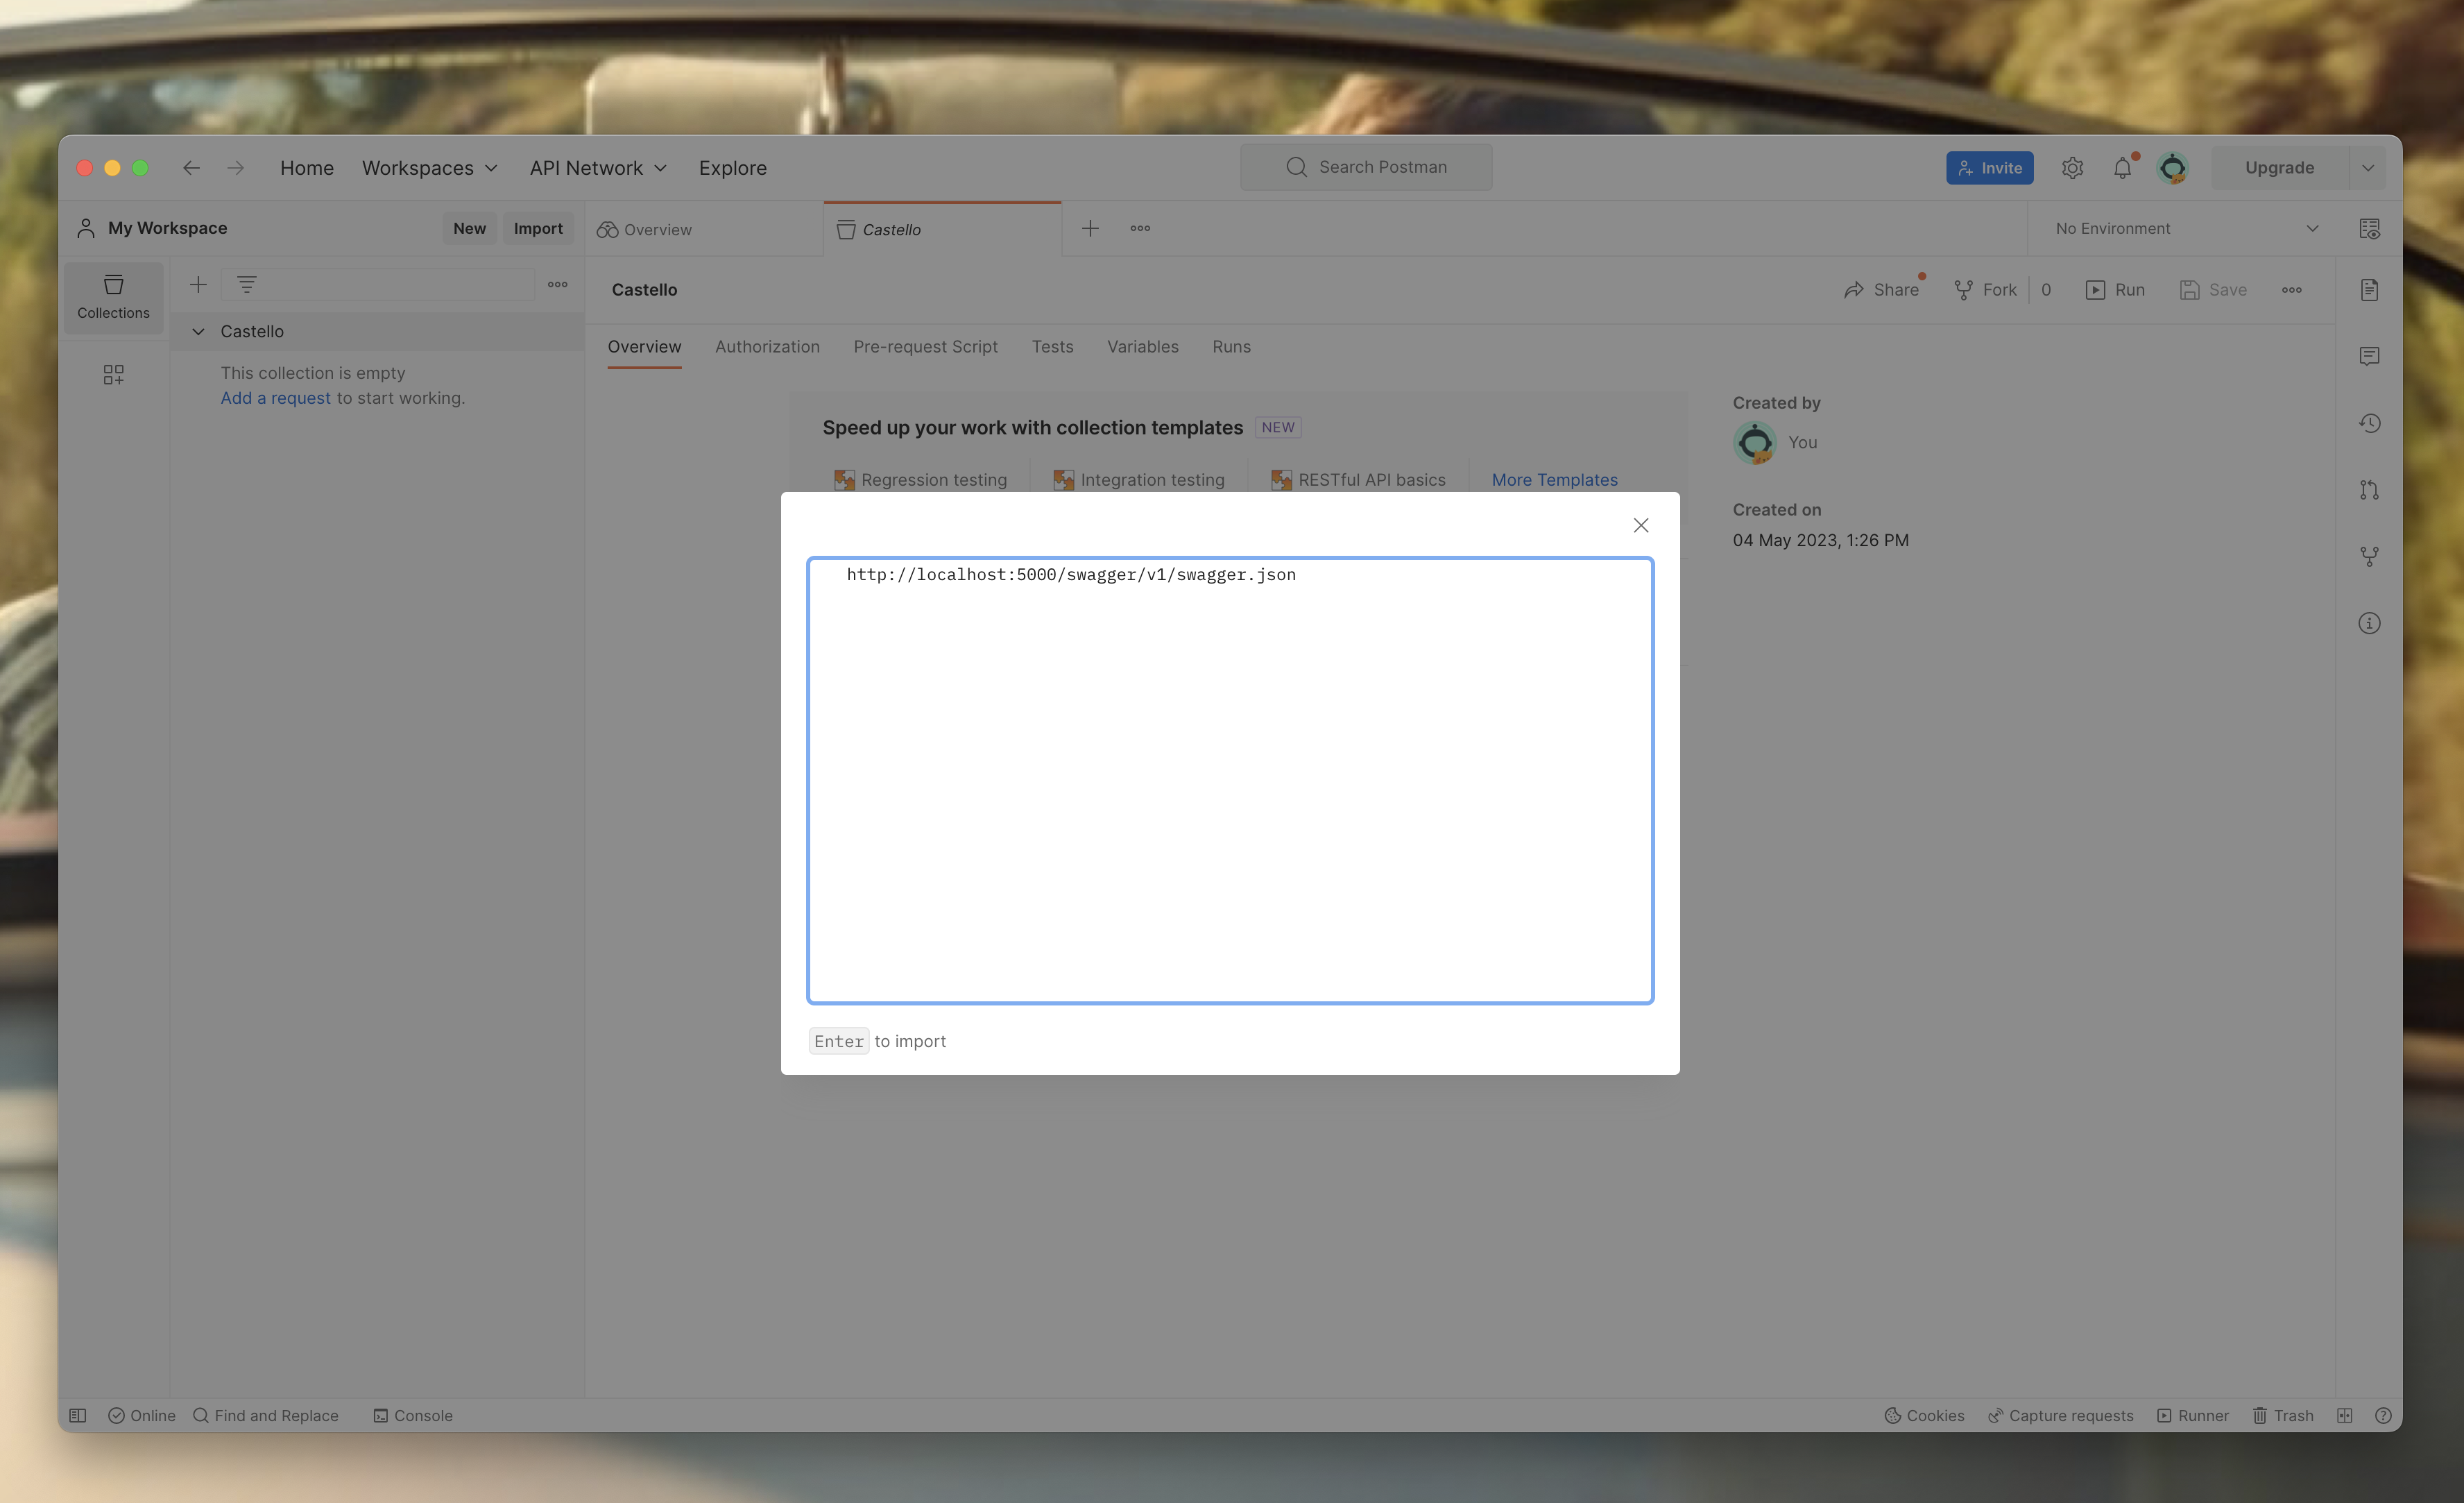 Home Workspaces API Network Explore
Search Postman
Invite
Upgrade
My Workspace New Import
Overview
Castello
No Environment
Collections
Castello
This collection is empty
Add a request to start working.
Castello
Share Fork 0 Run Save
Overview Authorization Pre-request Script Tests Variables Runs
Speed up your work with collection templates NEW
Regression testing Integration testing RESTful API basics More Templates
Created by
You
Created on
04 May 2023, 1:26 PM
http://localhost:5000/swagger/v1/swagger.json
Enter to import
Online Find and Replace Console
Cookies Capture requests Runner Trash